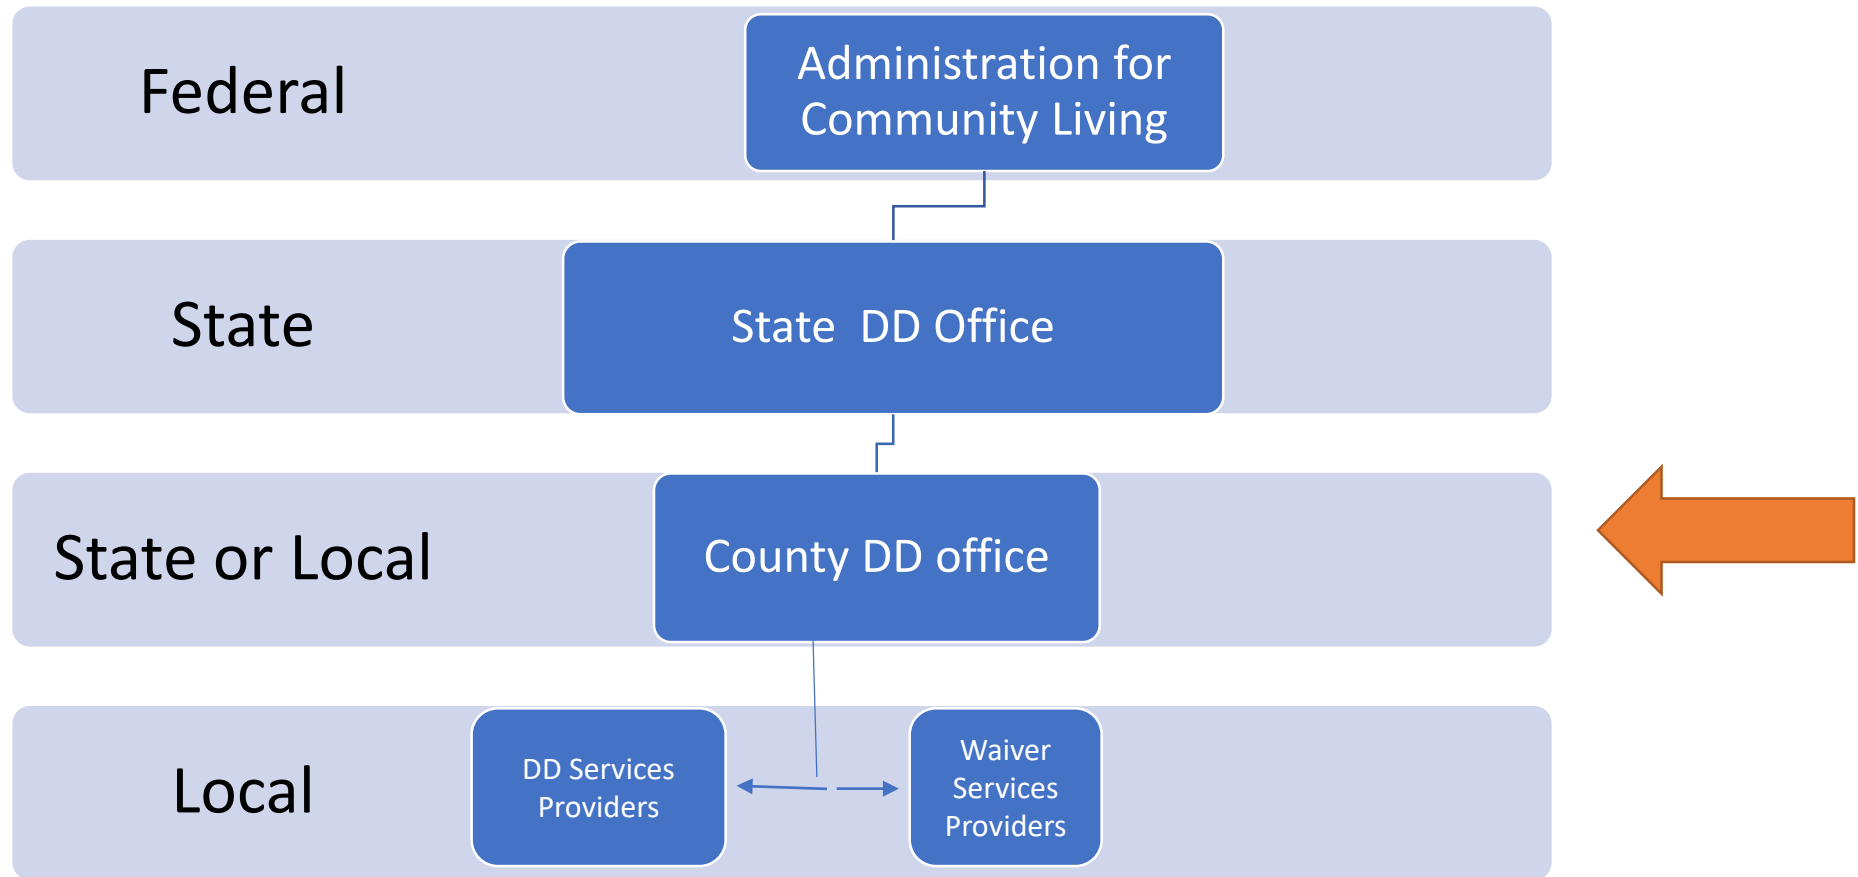 Federal
Administration for
Community Living
State
State  DD Office
State or Local
County DD office
Local
DD Services
Providers
Waiver
Services
Providers